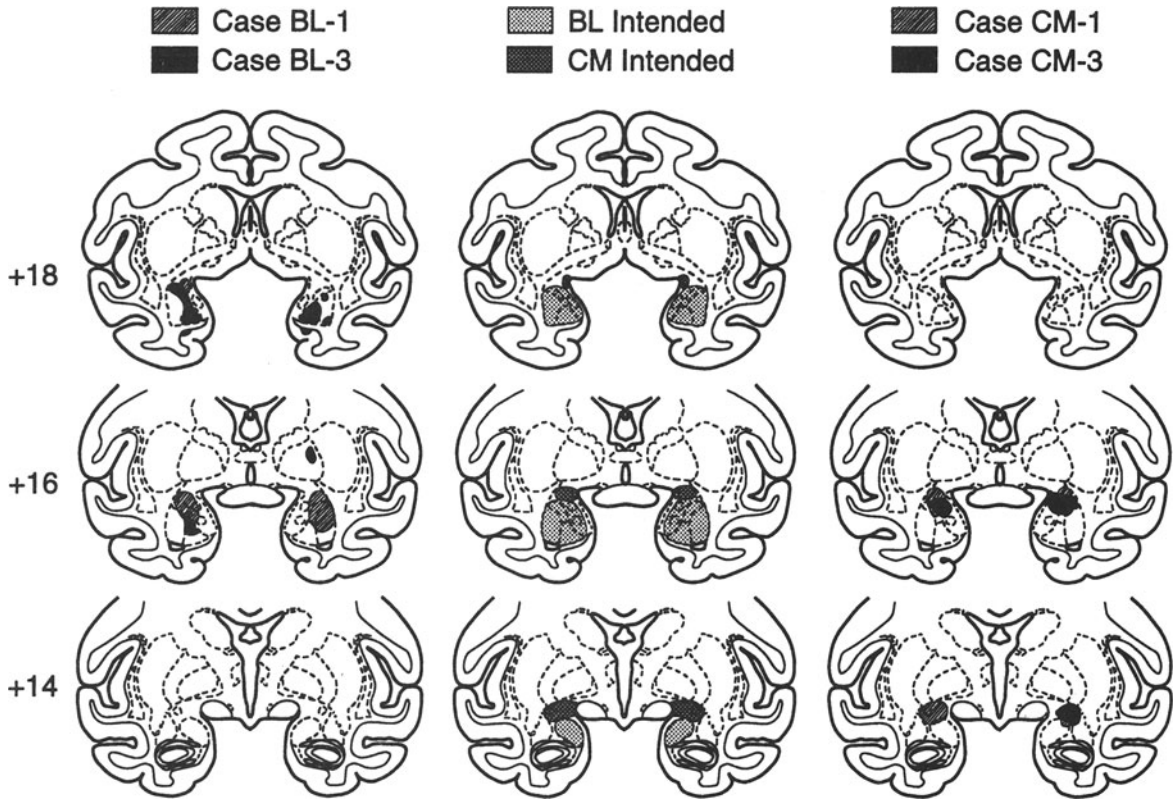 Case BL-1 BL Intended Case CM-1
Case BL-3 CM Intended Case CM-3
+18
+16
+14